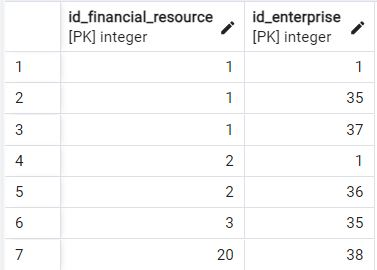 id_financial_resource id_enterprise
[PK] integer [PK] integer
1 1 1
2 1 35
3 1 37
4 2 1
5 2 36
6 3 35
7 20 38